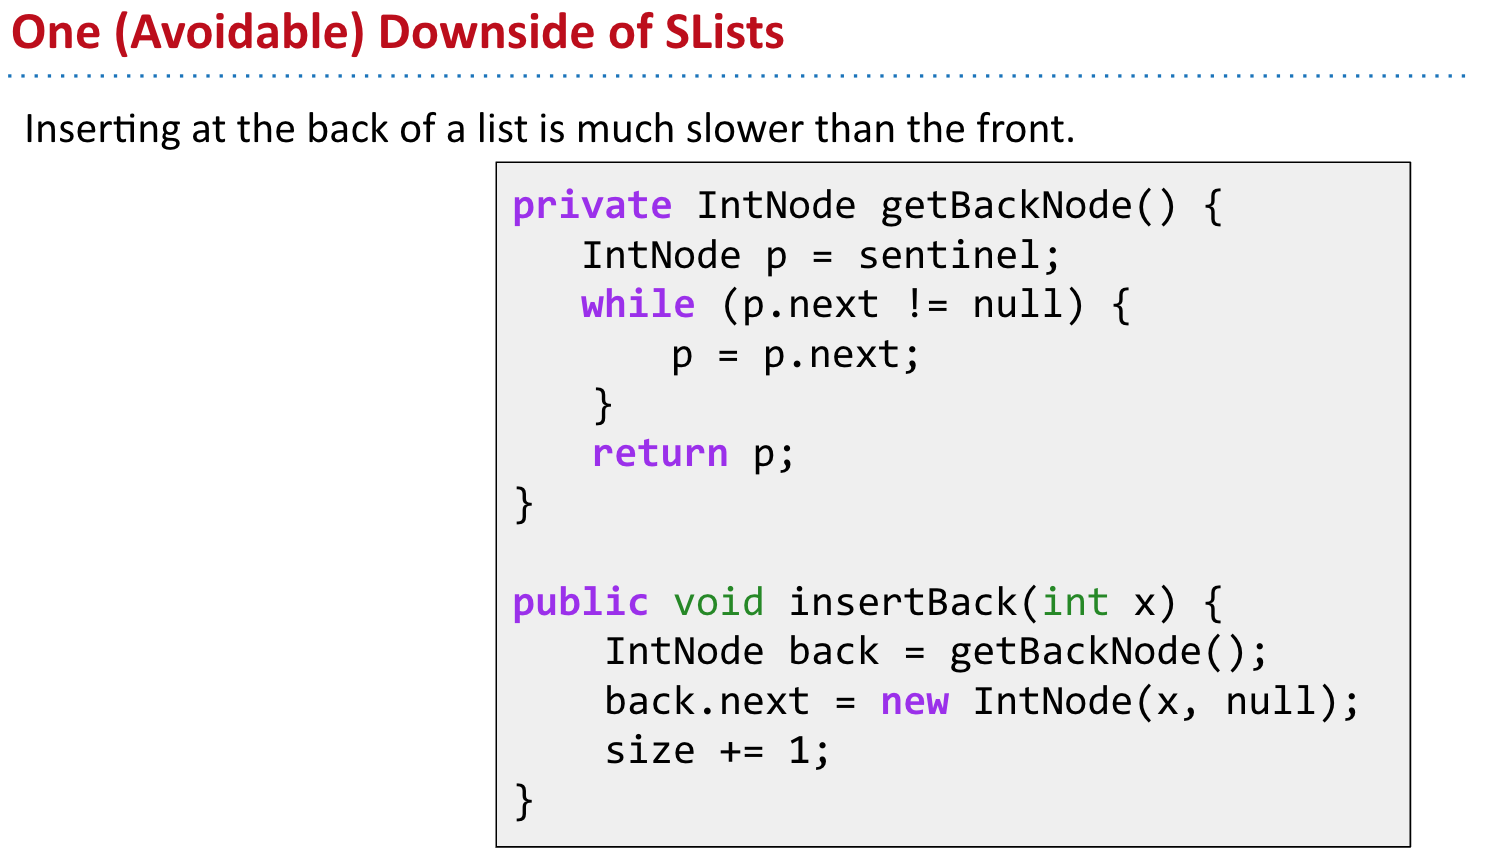 One (Avoidable) Downside of SLists
Inserting at the back of a list is much slower than the front.
private IntNode getBackNode() {
   IntNode p = sentinel;
   while (p.next != null) {
       p = p.next;
   }
   return p;
}
public void insertBack(int x) {
    IntNode back = getBackNode();
    back.next = new IntNode(x, null);
    size += 1;
}